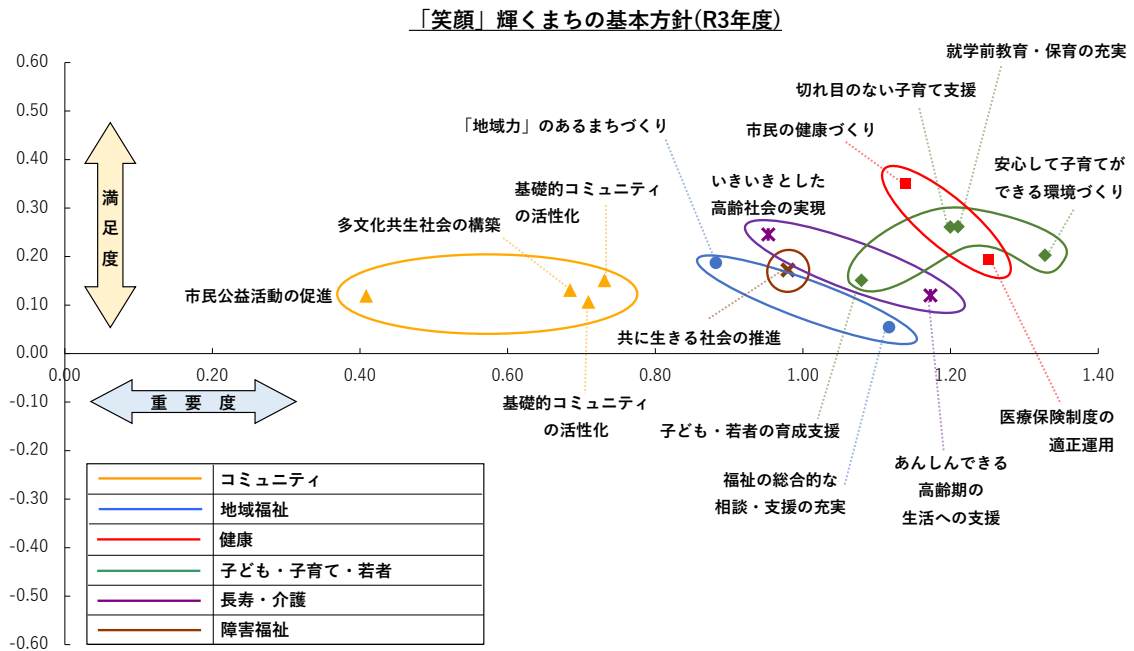 「笑顔」輝くまちの基本方針(R3年度)
0.60
0.50
0.40
0.30
0.20
0.10
0.00
-0.10
-0.20
-0.30
-0.40
-0.50
-0.60
0.00
0.20
0.40
0.60
0.80
1.00
1.20
1.40
満足度
重要度
就学前教育・保育の充実
切れ目のない子育て支援
市民の健康づくり
「地域力」のあるまちづくり
安心して子育てが
できる環境づくり
いきいきとした
高齢社会の実現
基礎的コミュニティ
の活性化
多文化共生社会の構築
市民公益活動の促進
共に生きる社会の推進
基礎的コミュニティ
の活性化
子ども・若者の育成支援
医療保険制度の
適正運用
福祉の総合的な
相談・支援の充実
あんしんできる
高齢期の
生活への支援
コミュニティ
地域福祉
健康
子ども・子育て・若者
長寿・介護
障害福祉